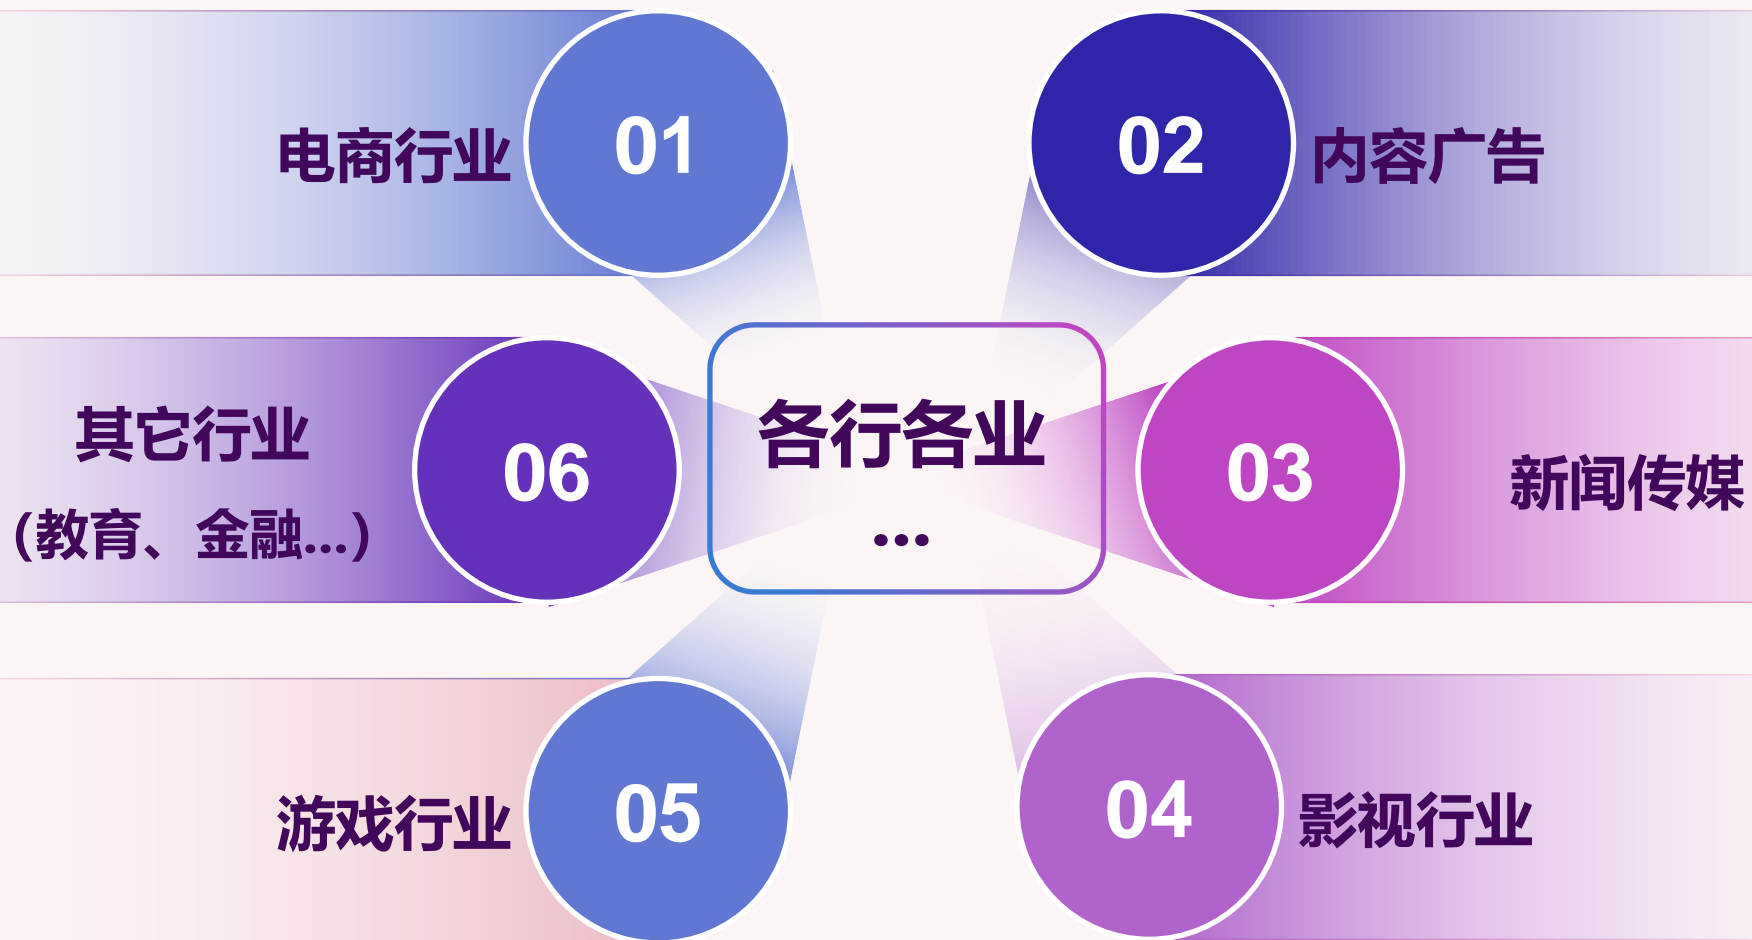 01
电商行业
02
内容广告
03
新闻传媒
04
影视行业
05
游戏行业
06
其它行业
(教育、金融...)
各行各业
...